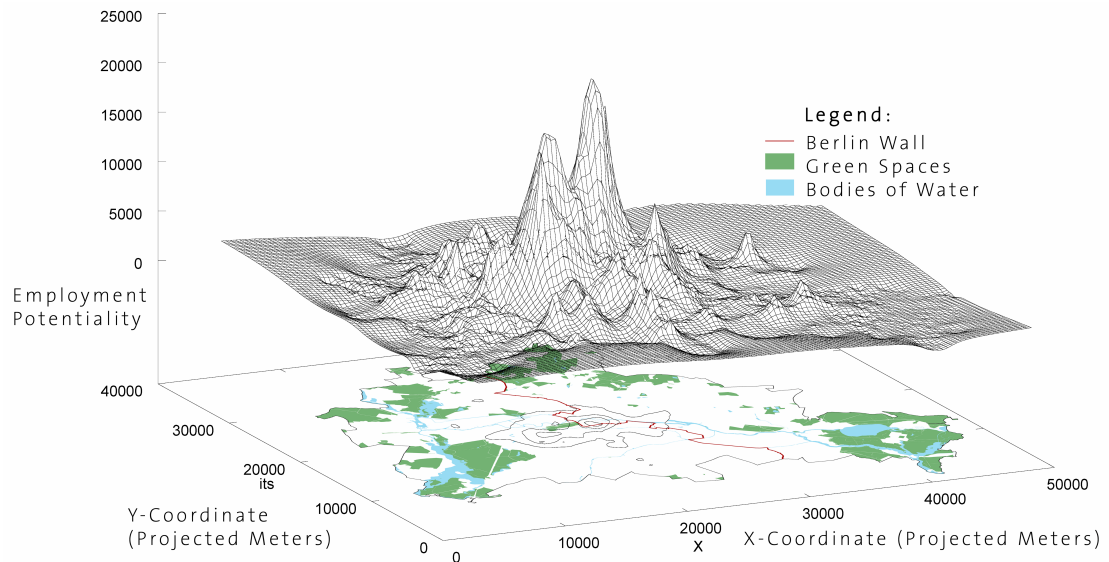 25000
20000
15000
10000
5000
0
Legend:
Berlin Wall
Green Spaces
Bodies of Water
Employment
Potentiality
40000
30000
20000
its
10000
0
Y-Coordinate
(Projected Meters)
0
10000
20000
X
30000
40000
50000
X-Coordinate (Projected Meters)